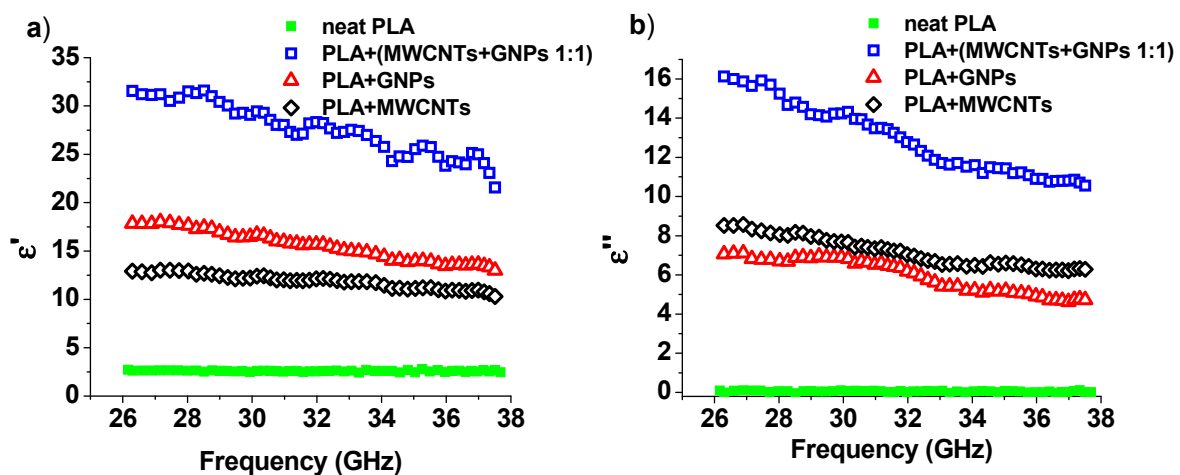 a)
neat PLA
PLA+(MWCNTs+GNPs 1:1)
PLA+GNPs
PLA+MWCNTs
35
30
25
20
15
10
5
0
ε'
26 28 30 32 34 36 38
Frequency (GHz)
b)
neat PLA
PLA+(MWCNTs+GNPs 1:1)
PLA+GNPs
PLA+MWCNTs
16
14
12
10
8
6
4
2
0
ε"
26 28 30 32 34 36 38
Frequency (GHz)